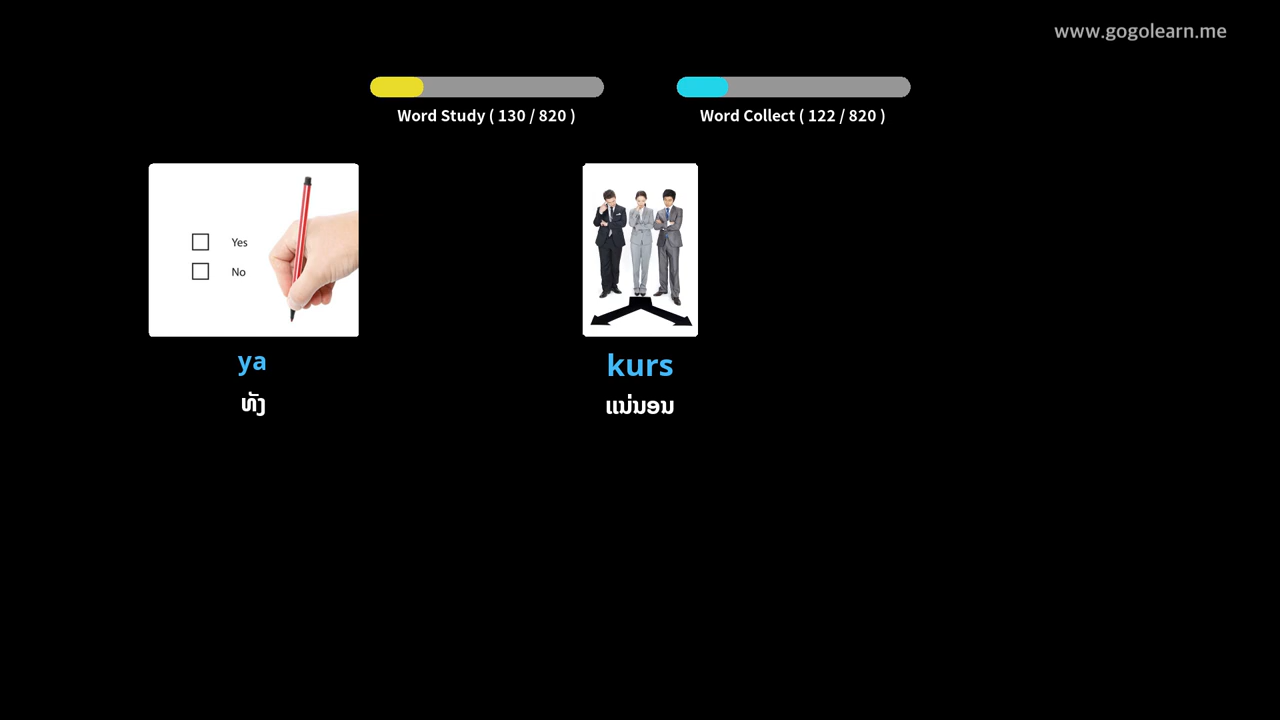 www.gogolearn.me
Word Study ( 130 / 820 )
Word Collect ( 122 / 820 )
Yes
No
ya
kurs
ທັງ
ແນ່ນອນ